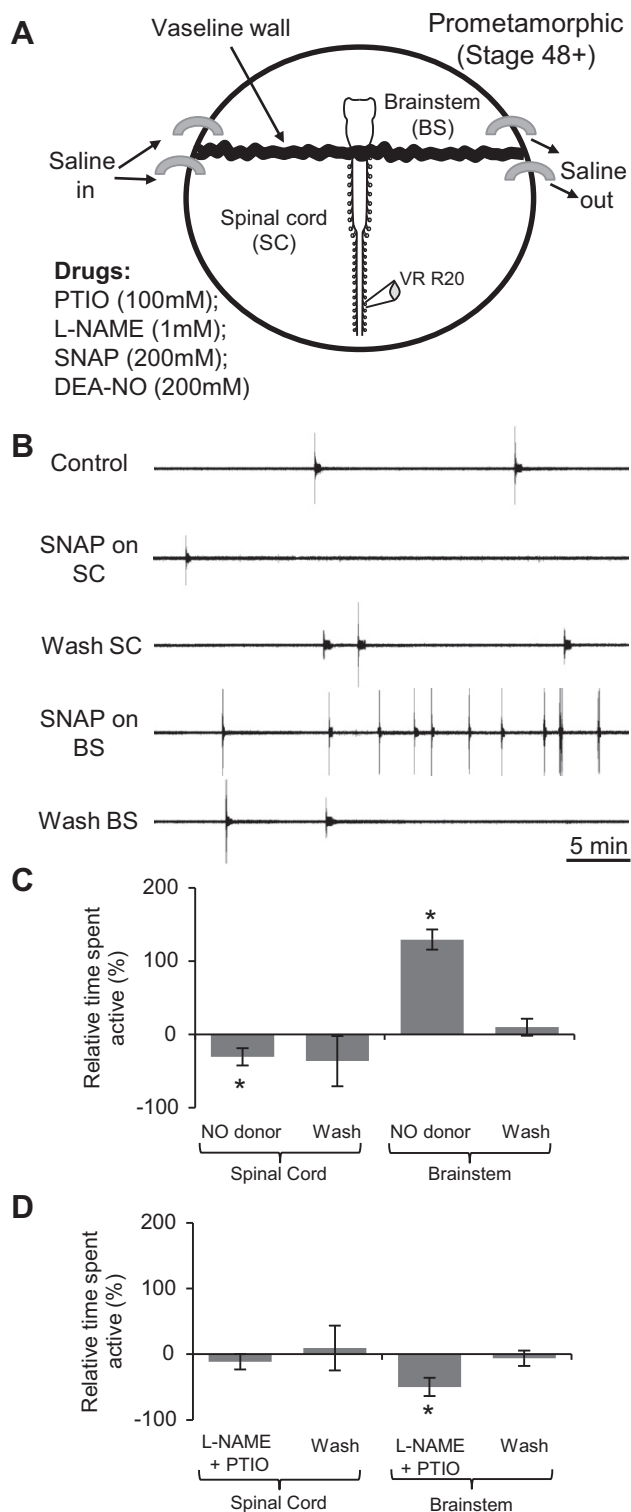 A
Vaseline wall
Prometamorphic
(Stage 48+)
Brainstem
(BS)
Saline
in
Saline
out
Spinal cord
(SC)
VR R20
Drugs:
PTIO (100mM);
L-NAME (1mM);
SNAP (200mM);
DEA-NO (200mM)
B
Control
SNAP on
SC
Wash SC
SNAP on
BS
Wash BS
5 min
C
Relative time spent
active (%)
200
100
0
-100
*
*
NO donor
Wash
NO donor
Wash
Spinal Cord
Brainstem
D
Relative time spent
active (%)
200
100
0
-100
*
L-NAME
+ PTIO
Wash
L-NAME
+ PTIO
Wash
Spinal Cord
Brainstem